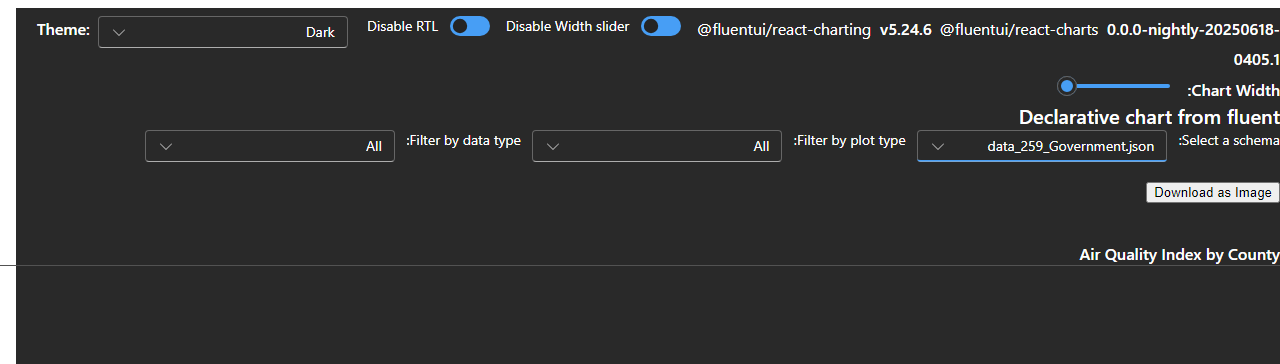 Theme: Dark Disable RTL Disable Width slider @fluentui/react-charting v5.24.6 @fluentui/react-charts 0.0.0-nightly-20250618-
0405.1
:Chart Width
Declarative chart from fluent
:Select a schema data_259_Government.json :Filter by plot type All :Filter by data type All
Download as Image
Air Quality Index by County